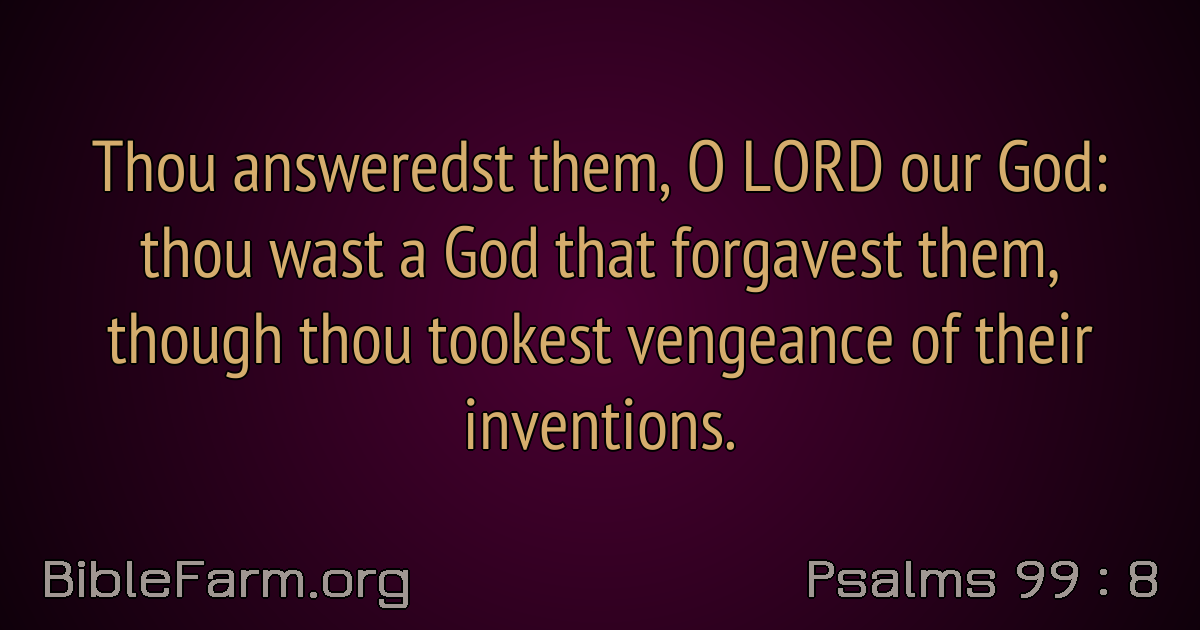 Thou answeredst them, O LORD our God:
thou wast a God that forgavest them,
though thou tookest vengeance of their
inventions.
BibleFarm.org
Psalms 99 : 8